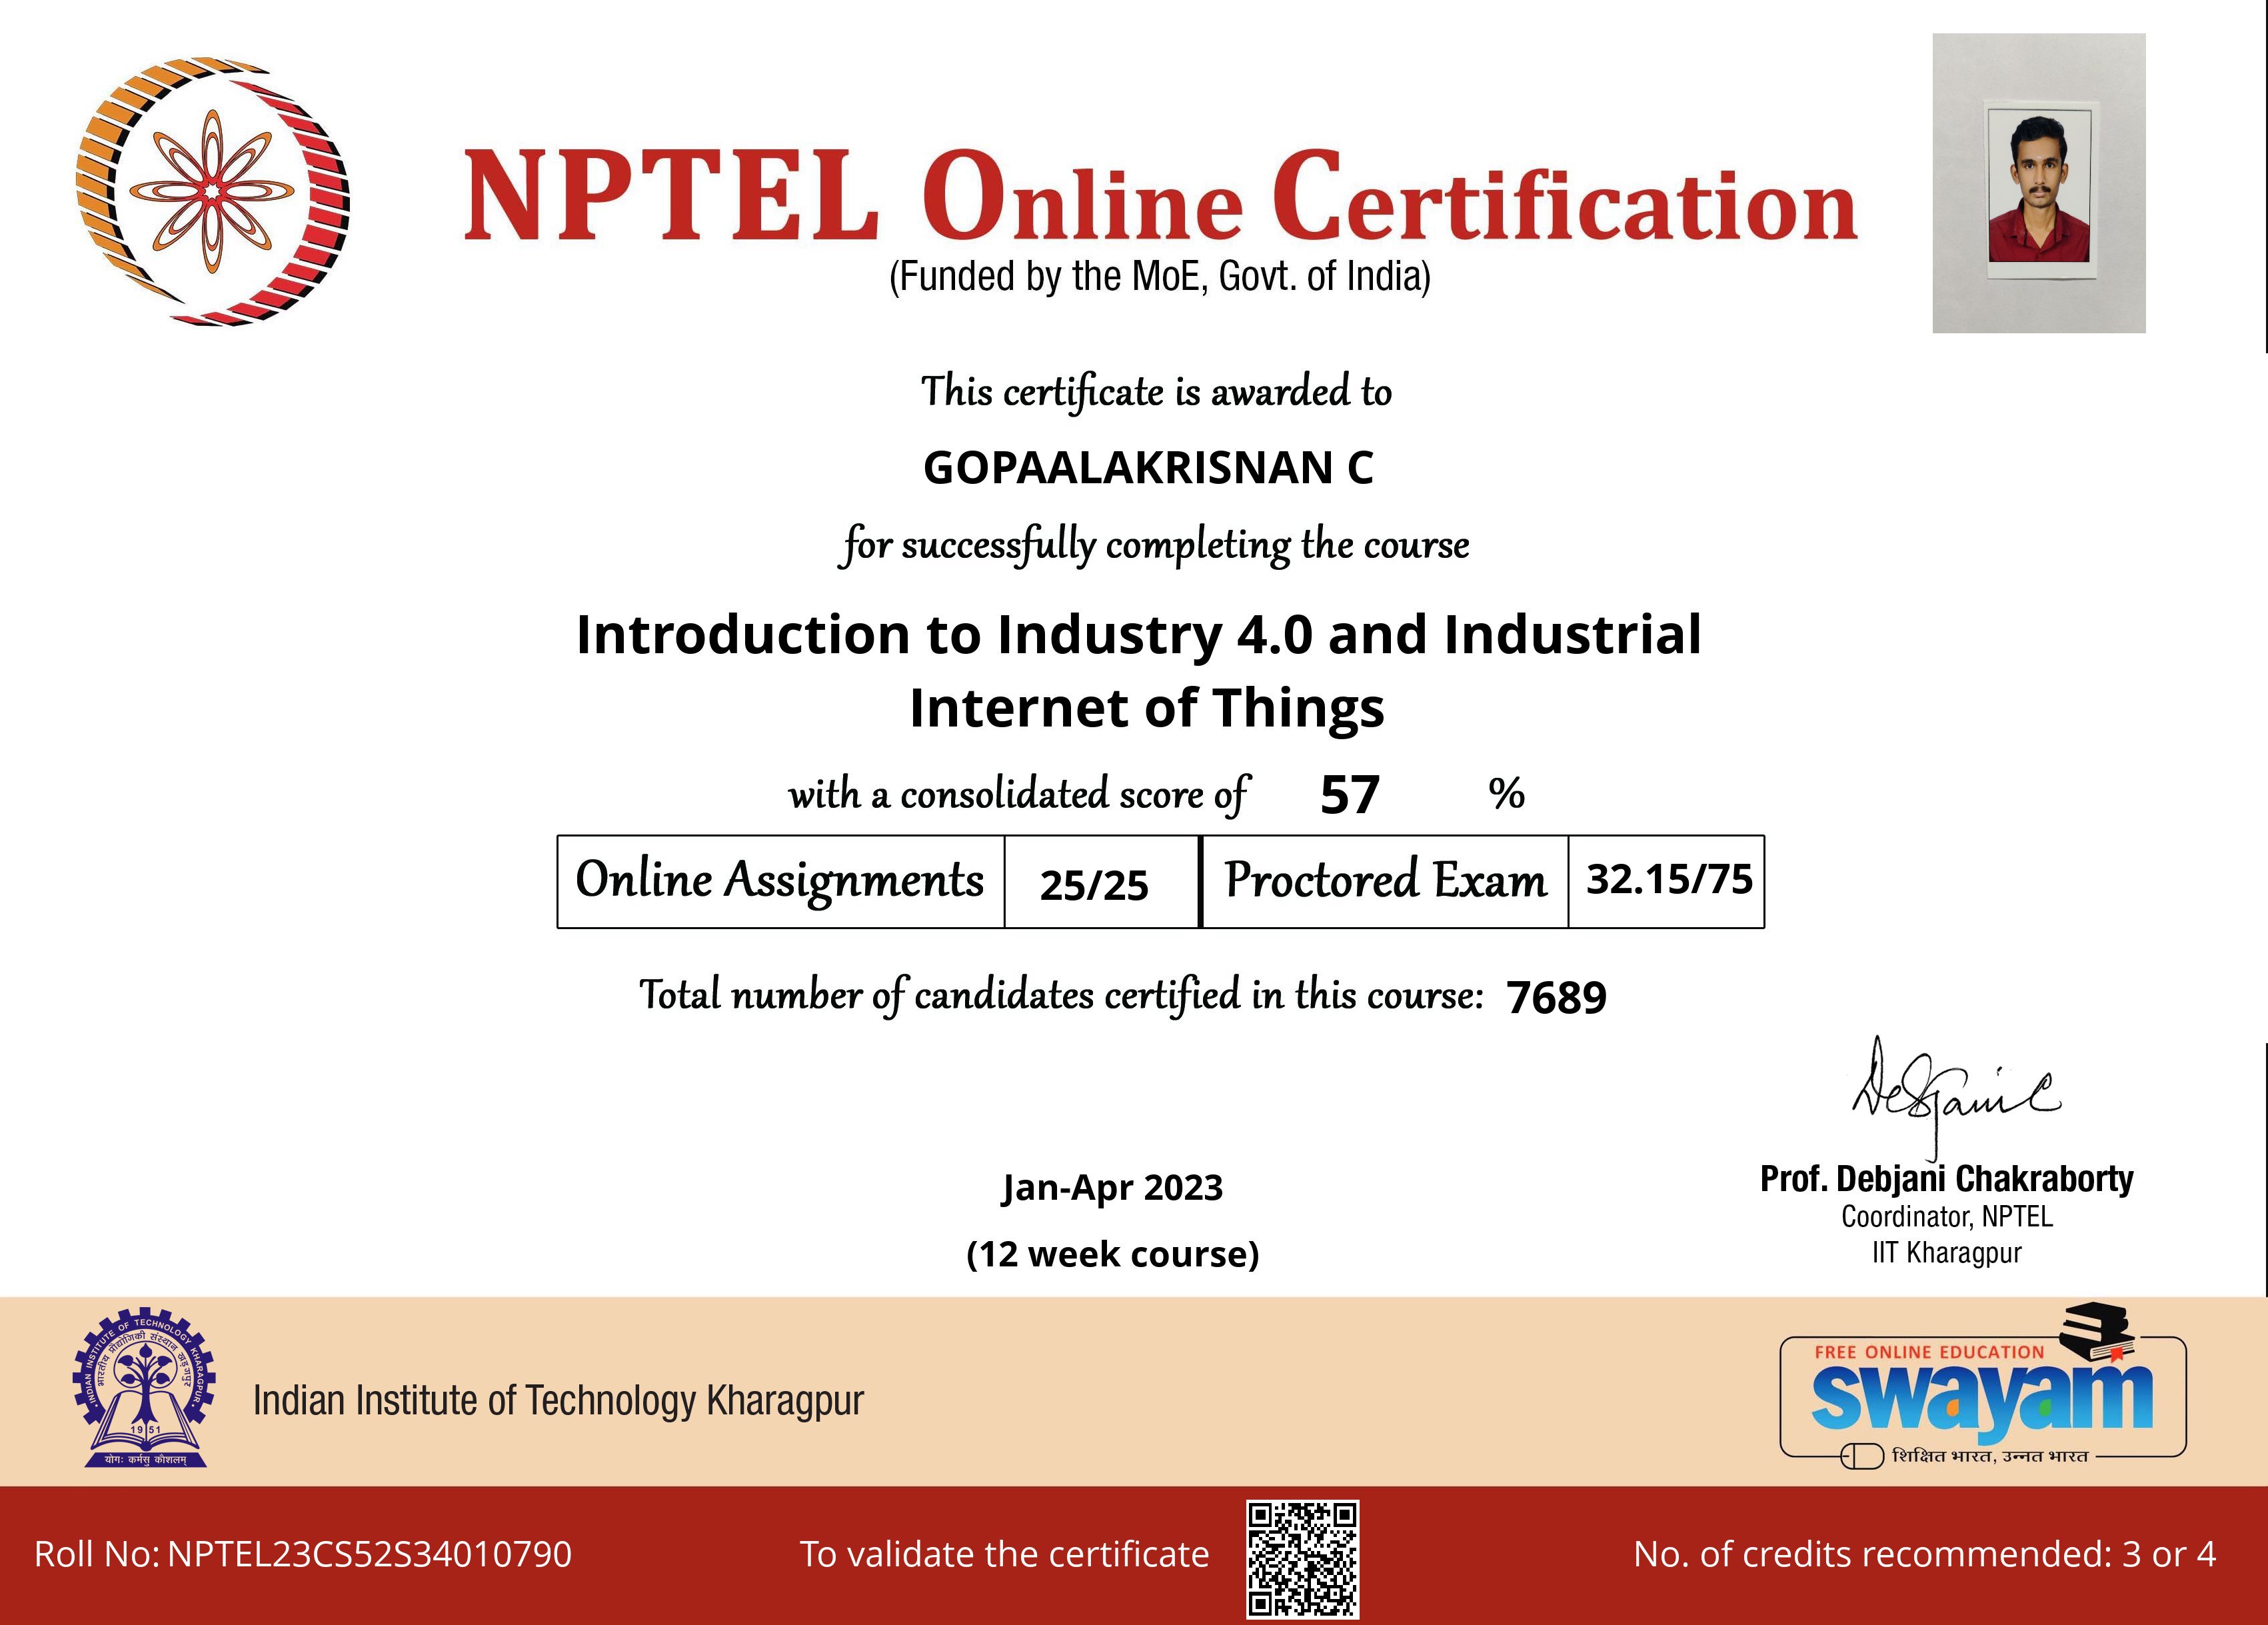 NPTEL Online Certification
(Funded by the MoE, Govt. of India)
This certificate is awarded to
GOPAALAKRISNAN C
for successfully completing the course
Introduction to Industry 4.0 and Industrial
Internet of Things
with a consolidated score of 57 %
Online Assignments 25/25 Proctored Exam 32.15/75
Total number of candidates certified in this course: 7689
Jan-Apr 2023
(12 week course)
Prof. Debjani Chakraborty
Coordinator, NPTEL
IIT Kharagpur
INDIAN INSTITUTE OF TECHNOLOGY KHARAGPUR
भारतीय प्रौद्योगिकी संस्थान खड़गपुर
1951
योगः कर्मसु कौशलम्
Indian Institute of Technology Kharagpur
FREE ONLINE EDUCATION
swayam
शिक्षित भारत, उन्नत भारत
Roll No: NPTEL23CS52S34010790
To validate the certificate
No. of credits recommended: 3 or 4